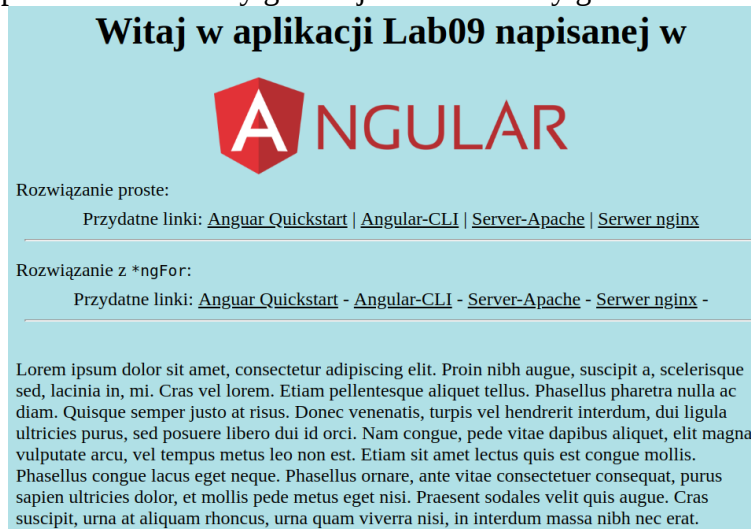 Witaj w aplikacji Lab09 napisanej w
ANGULAR
Rozwiązanie proste:
Przydatne linki: Anguar Quickstart | Angular-CLI | Server-Apache | Serwer nginx
Rozwiązanie z *ngFor:
Przydatne linki: Anguar Quickstart - Angular-CLI - Server-Apache - Serwer nginx -
Lorem ipsum dolor sit amet, consectetur adipiscing elit. Proin nibh augue, suscipit a, scelerisque
sed, lacinia in, mi. Cras vel lorem. Etiam pellentesque aliquet tellus. Phasellus pharetra nulla ac
diam. Quisque semper justo at risus. Donec venenatis, turpis vel hendrerit interdum, dui ligula
ultricies purus, sed posuere libero dui id orci. Nam congue, pede vitae dapibus aliquet, elit magna
vulputate arcu, vel tempus metus leo non est. Etiam sit amet lectus quis est congue mollis.
Phasellus congue lacus eget neque. Phasellus ornare, ante vitae consectetuer consequat, purus
sapien ultricies dolor, et mollis pede metus eget nisi. Praesent sodales velit quis augue. Cras
suscipit, urna at aliquam rhoncus, urna quam viverra nisi, in interdum massa nibh nec erat.